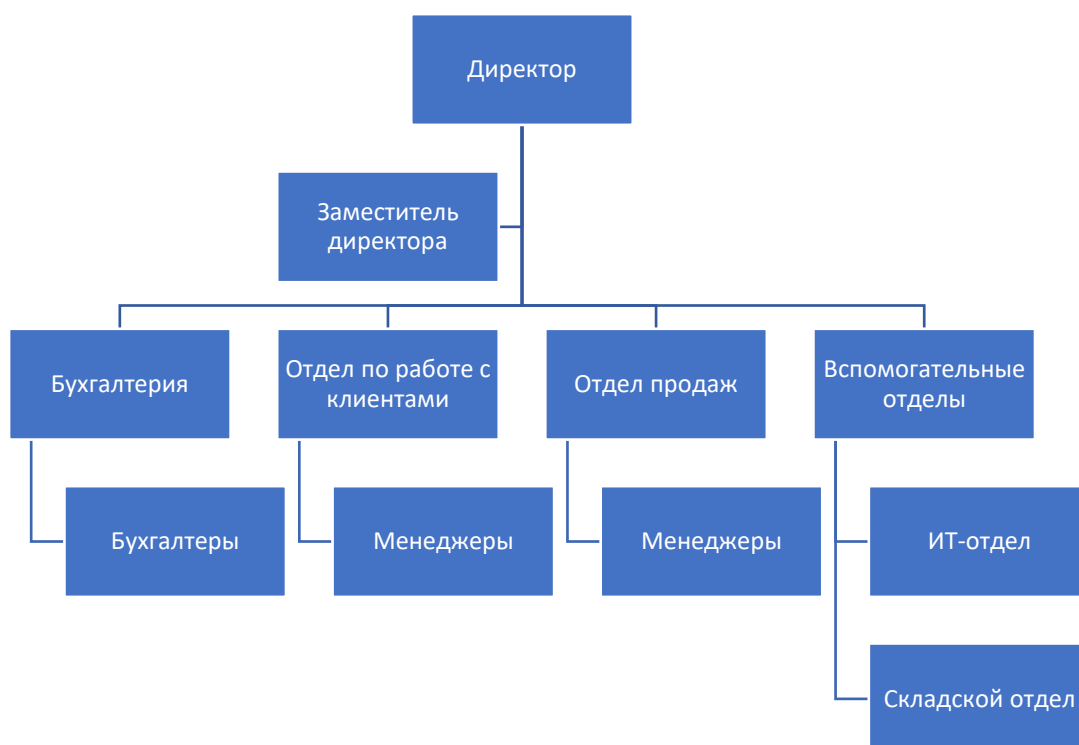 Директор
Заместитель
директора
Бухгалтерия
Отдел по работе с
клиентами
Отдел продаж
Вспомогательные
отделы
Бухгалтеры
Менеджеры
Менеджеры
ИТ-отдел
Складской отдел